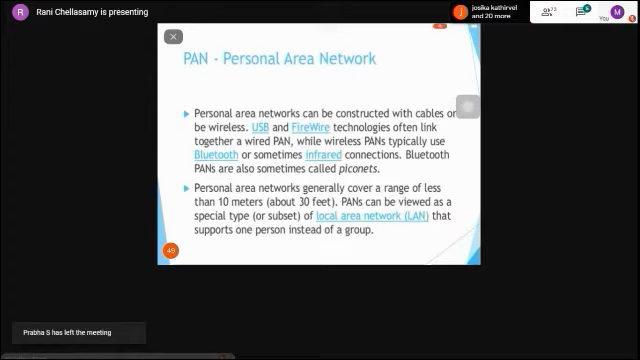 R Rani Chellasamy is presenting
josika kathirvel
and 20 more
73
6
You
M
PAN - Personal Area Network
Personal area networks can be constructed with cables or
be wireless. USB and FireWire technologies often link
together a wired PAN, while wireless PANs typically use
Bluetooth or sometimes infrared connections. Bluetooth
PANs are also sometimes called piconets.
Personal area networks generally cover a range of less
than 10 meters (about 30 feet). PANs can be viewed as a
special type (or subset) of local area network (LAN) that
supports one person instead of a group.
49
Prabha S has left the meeting